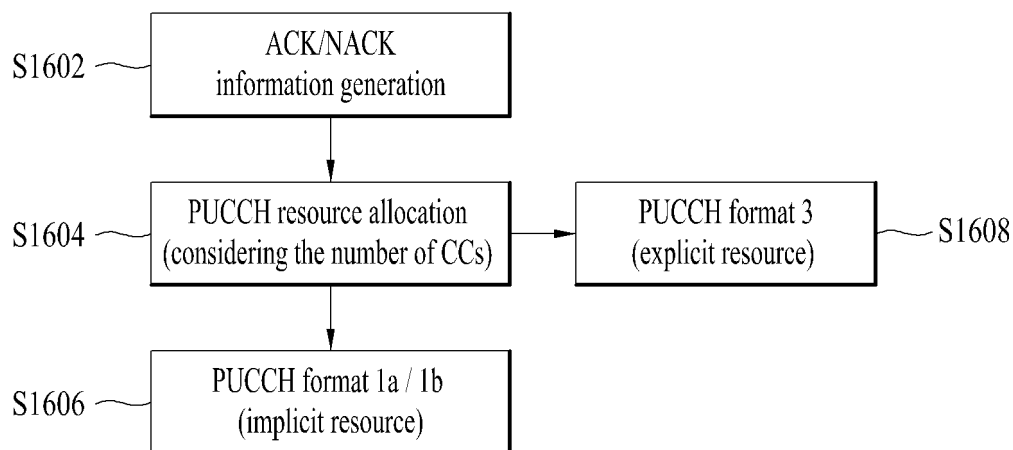 S1602
ACK/NACK
information generation
S1604
PUCCH resource allocation
(considering the number of CCs)
PUCCH format 3
(explicit resource)
S1608
S1606
PUCCH format 1a / 1b
(implicit resource)